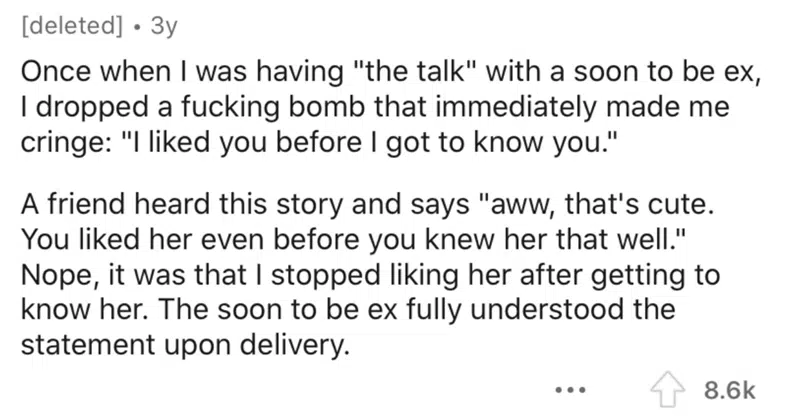 [deleted] • 3y
Once when I was having "the talk" with a soon to be ex,
I dropped a fucking bomb that immediately made me
cringe: "I liked you before I got to know you."
A friend heard this story and says "aww, that's cute.
You liked her even before you knew her that well."
Nope, it was that I stopped liking her after getting to
know her. The soon to be ex fully understood the
statement upon delivery.
... 8.6k